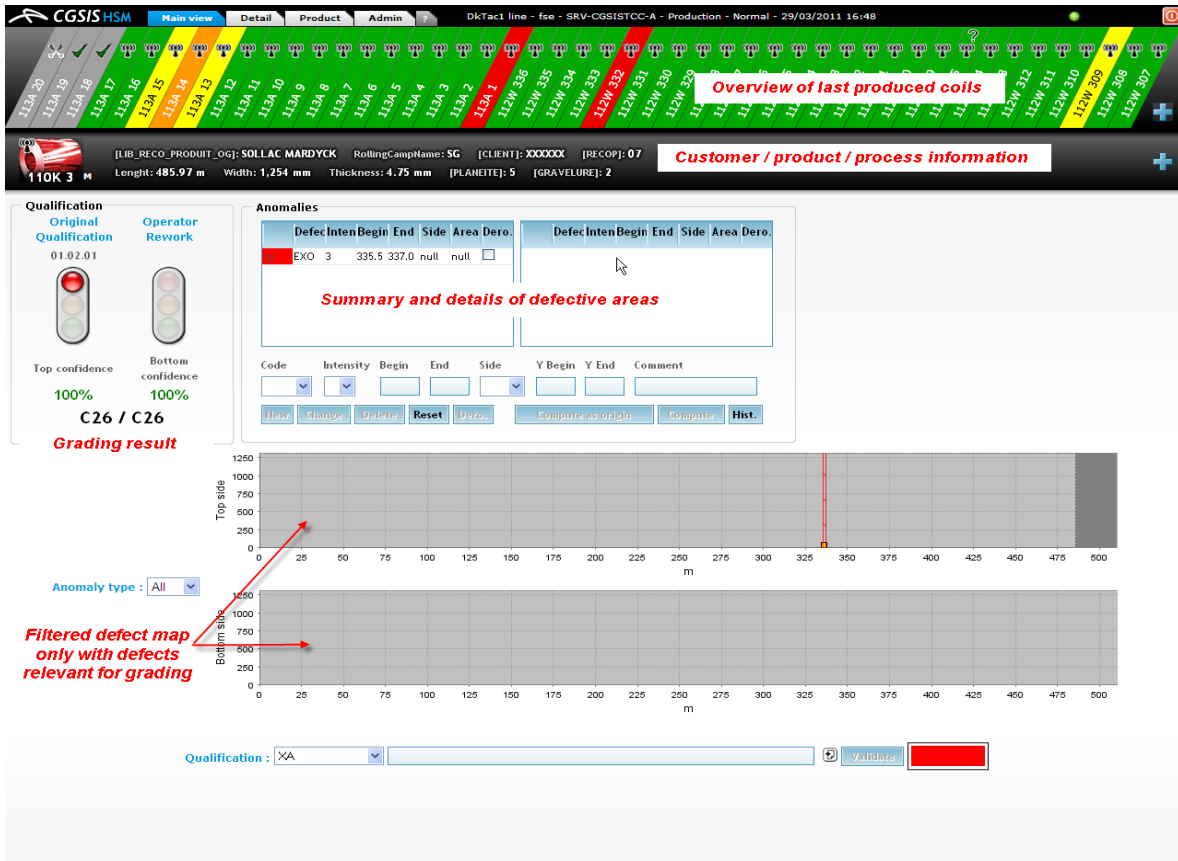 CGSIS HSM Main view Detail Product Admin ? DkTac1 line - fse - SRV-CGSISTCC-A - Production - Normal - 29/03/2011 16:48
113A 20 113A 19 113A 18 113A 17 113A 16 113A 15 113A 14 113A 13 113A 12 113A 11 113A 10 113A 9 113A 8 113A 7 113A 6 113A 5 113A 4 113A 3 113A 2 113A 1 112W 336 112W 335 112W 334 112W 333 112W 332 112W 331 112W 330 112W 329 112W 312 112W 311 112W 310 112W 309 112W 308 112W 307
Overview of last produced coils
[LIB_RECO_PRODUIT_OG]: SOLLAC MARDYCK RollingCampName: SG [CLIENT]: XXXXXX [RECOP]: 07
Customer / product / process information
110K 3 M Lenght: 485.97 m Width: 1,254 mm Thickness: 4.75 mm [PLANEITE]: 5 [GRAVELURE]: 2
Qualification
Original Qualification
Operator Rework
01.02.01
Top confidence
Bottom confidence
100% 100%
C26 / C26
Grading result
Anomalies
Defec Inten Begin End Side Area Dero. Defec Inten Begin End Side Area Dero.
EXO 3 335.5 337.0 null null
Summary and details of defective areas
Code Intensity Begin End Side Y Begin Y End Comment
New Change Delete Reset Dero. Compute as origin Compute Hist.
Top side
1250
1000
750
500
250
0
0 25 50 75 100 125 150 175 200 225 250 275 300 325 350 375 400 425 450 475 500
m
Anomaly type : All
Filtered defect map
only with defects
relevant for grading
Bottom side
1250
1000
750
500
250
0
0 25 50 75 100 125 150 175 200 225 250 275 300 325 350 375 400 425 450 475 500
m
Qualification : XA Validate